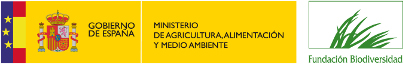 GOBIERNO
DE ESPAÑA
MINISTERIO
DE AGRICULTURA, ALIMENTACIÓN
Y MEDIO AMBIENTE
Fundación Biodiversidad